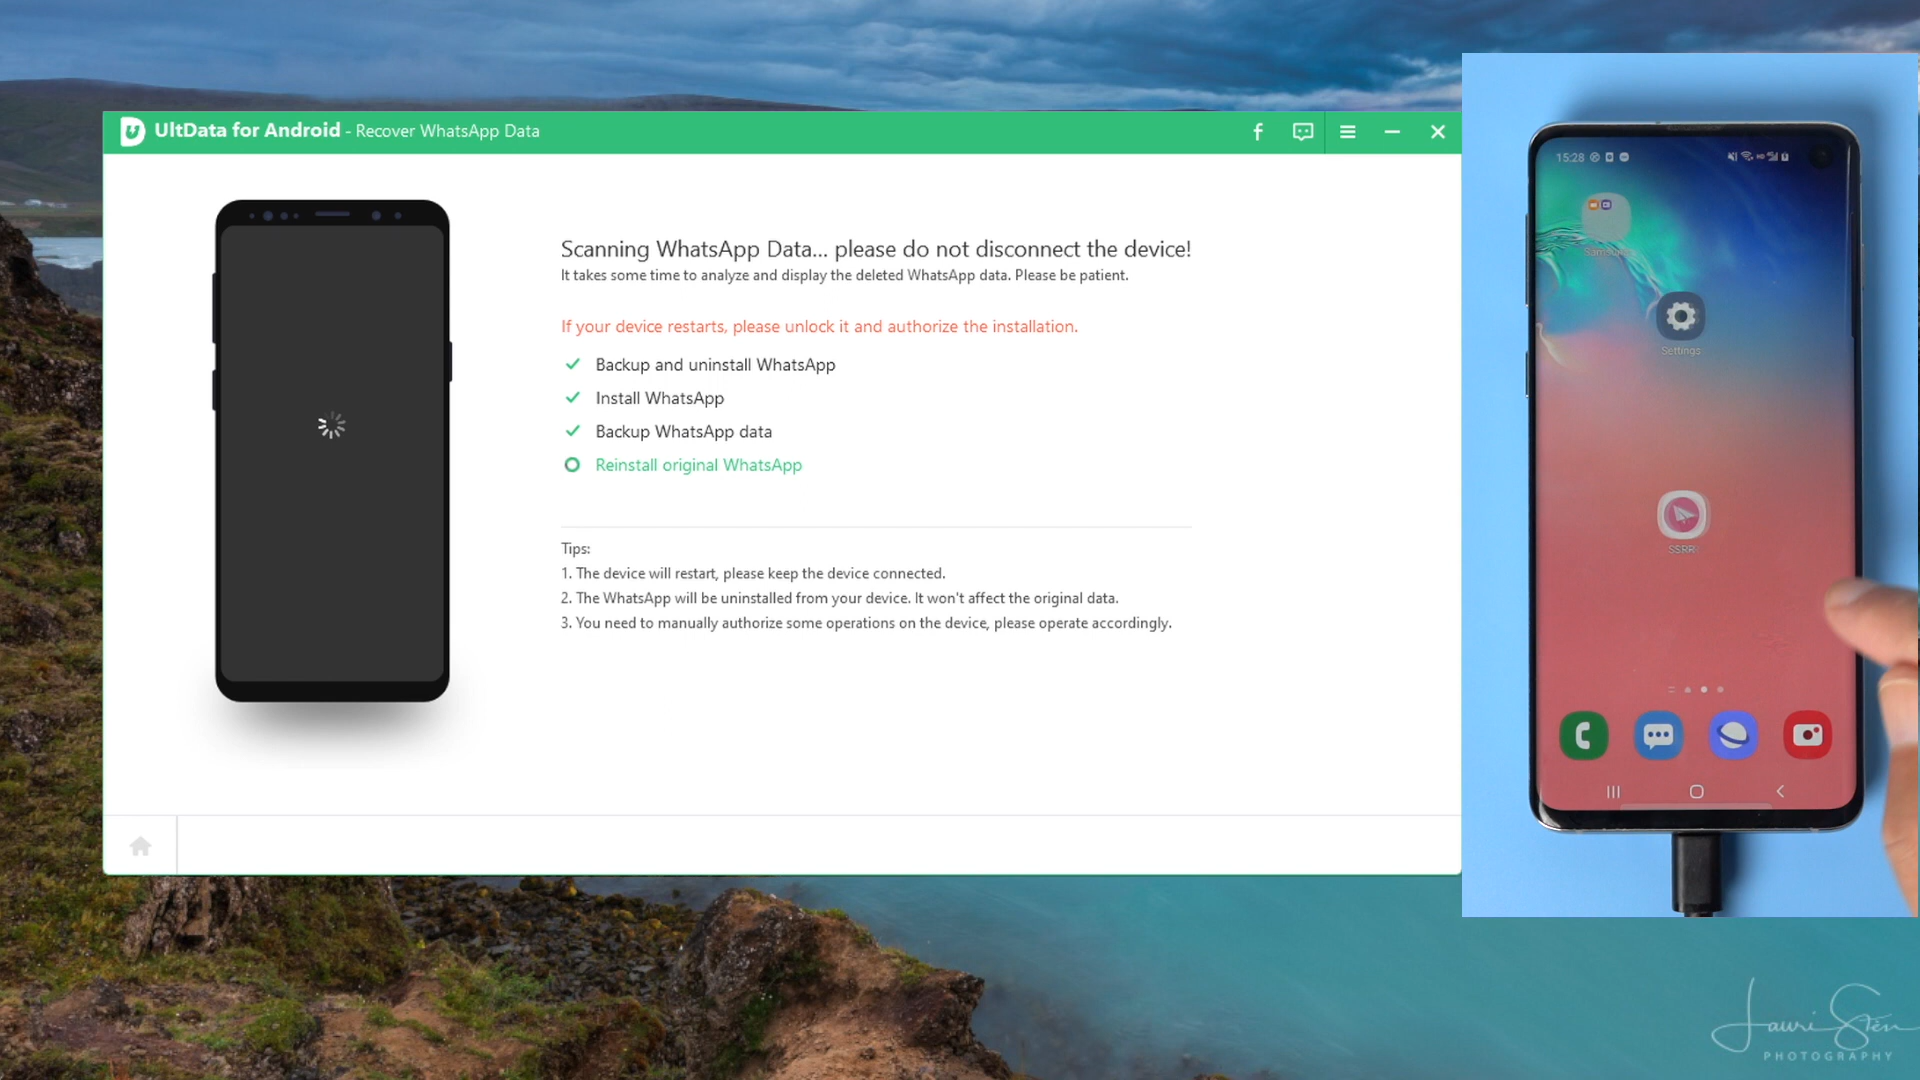 UltData for Android - Recover WhatsApp Data
Scanning WhatsApp Data... please do not disconnect the device!
It takes some time to analyze and display the deleted WhatsApp data. Please be patient.
If your device restarts, please unlock it and authorize the installation.
Backup and uninstall WhatsApp
Install WhatsApp
Backup WhatsApp data
Reinstall original WhatsApp
Tips:
1. The device will restart, please keep the device connected.
2. The WhatsApp will be uninstalled from your device. It won't affect the original data.
3. You need to manually authorize some operations on the device, please operate accordingly.
15:28
Samsung
Settings
SSRR
Lauri Stén
PHOTOGRAPHY